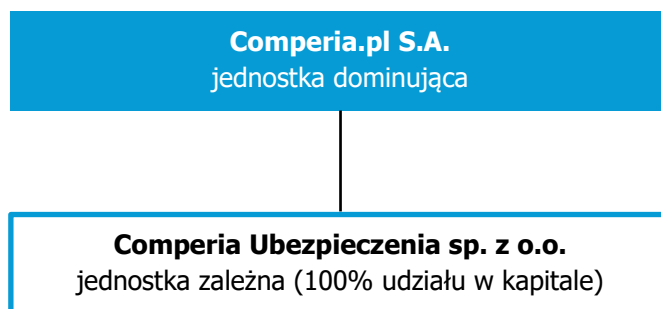 Comperia.pl S.A.
jednostka dominująca
Comperia Ubezpieczenia sp. z o.o.
jednostka zależna (100% udziału w kapitale)